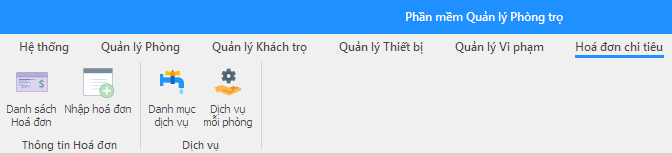 Phần mềm Quản lý Phòng trọ
Hệ thống Quản lý Phòng Quản lý Khách trọ Quản lý Thiết bị Quản lý Vi phạm Hoá đơn chi tiêu
Danh sách Hoá đơn Nhập hoá đơn Danh mục dịch vụ Dịch vụ mỗi phòng
Thông tin Hoá đơn Dịch vụ